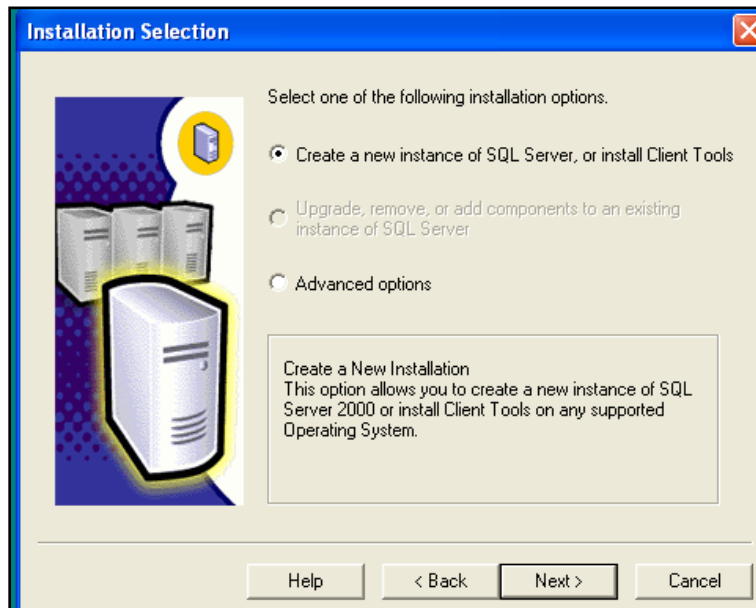 Installation Selection
Select one of the following installation options.
Create a new instance of SQL Server, or install Client Tools
Upgrade, remove, or add components to an existing
instance of SQL Server
Advanced options
Create a New Installation
This option allows you to create a new instance of SQL
Server 2000 or install Client Tools on any supported
Operating System.
Help
< Back
Next >
Cancel